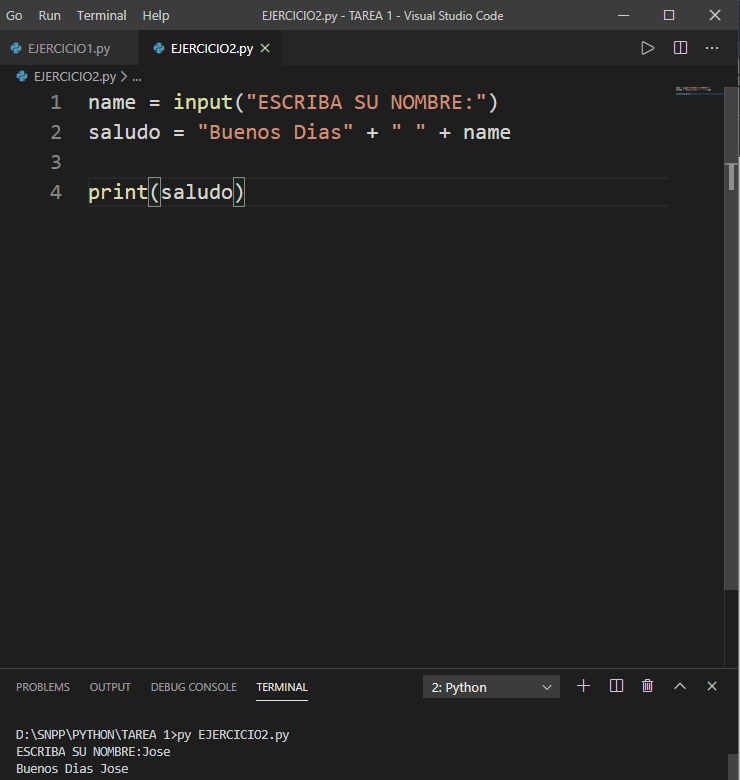 Go Run Terminal Help EJERCICIO2.py - TAREA 1 - Visual Studio Code
EJERCICIO1.py EJERCICIO2.py
EJERCICIO2.py > ...
1 name = input("ESCRIBA SU NOMBRE:")
2 saludo = "Buenos Dias" + " " + name
3
4 print(saludo)
PROBLEMS OUTPUT DEBUG CONSOLE TERMINAL 2: Python
D:\SNPP\PYTHON\TAREA 1>py EJERCICIO2.py
ESCRIBA SU NOMBRE:Jose
Buenos Dias Jose